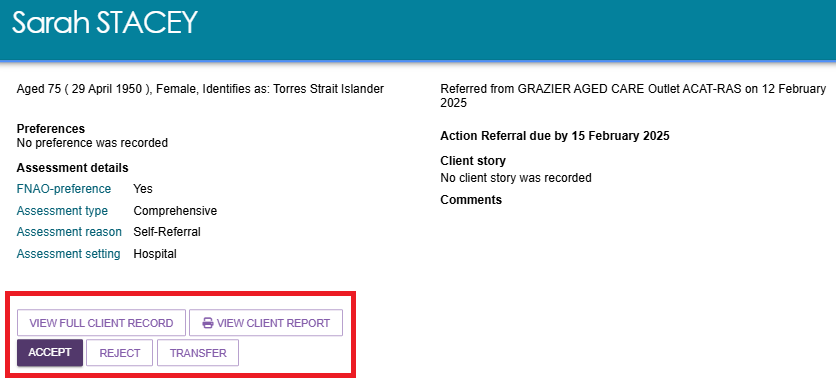 Sarah STACEY
Aged 75 ( 29 April 1950 ), Female, Identifies as: Torres Strait Islander
Preferences
No preference was recorded
Assessment details
FNAO-preference Yes
Assessment type Comprehensive
Assessment reason Self-Referral
Assessment setting Hospital
Referred from GRAZIER AGED CARE Outlet ACAT-RAS on 12 February
2025
Action Referral due by 15 February 2025
Client story
No client story was recorded
Comments
VIEW FULL CLIENT RECORD VIEW CLIENT REPORT
ACCEPT REJECT TRANSFER